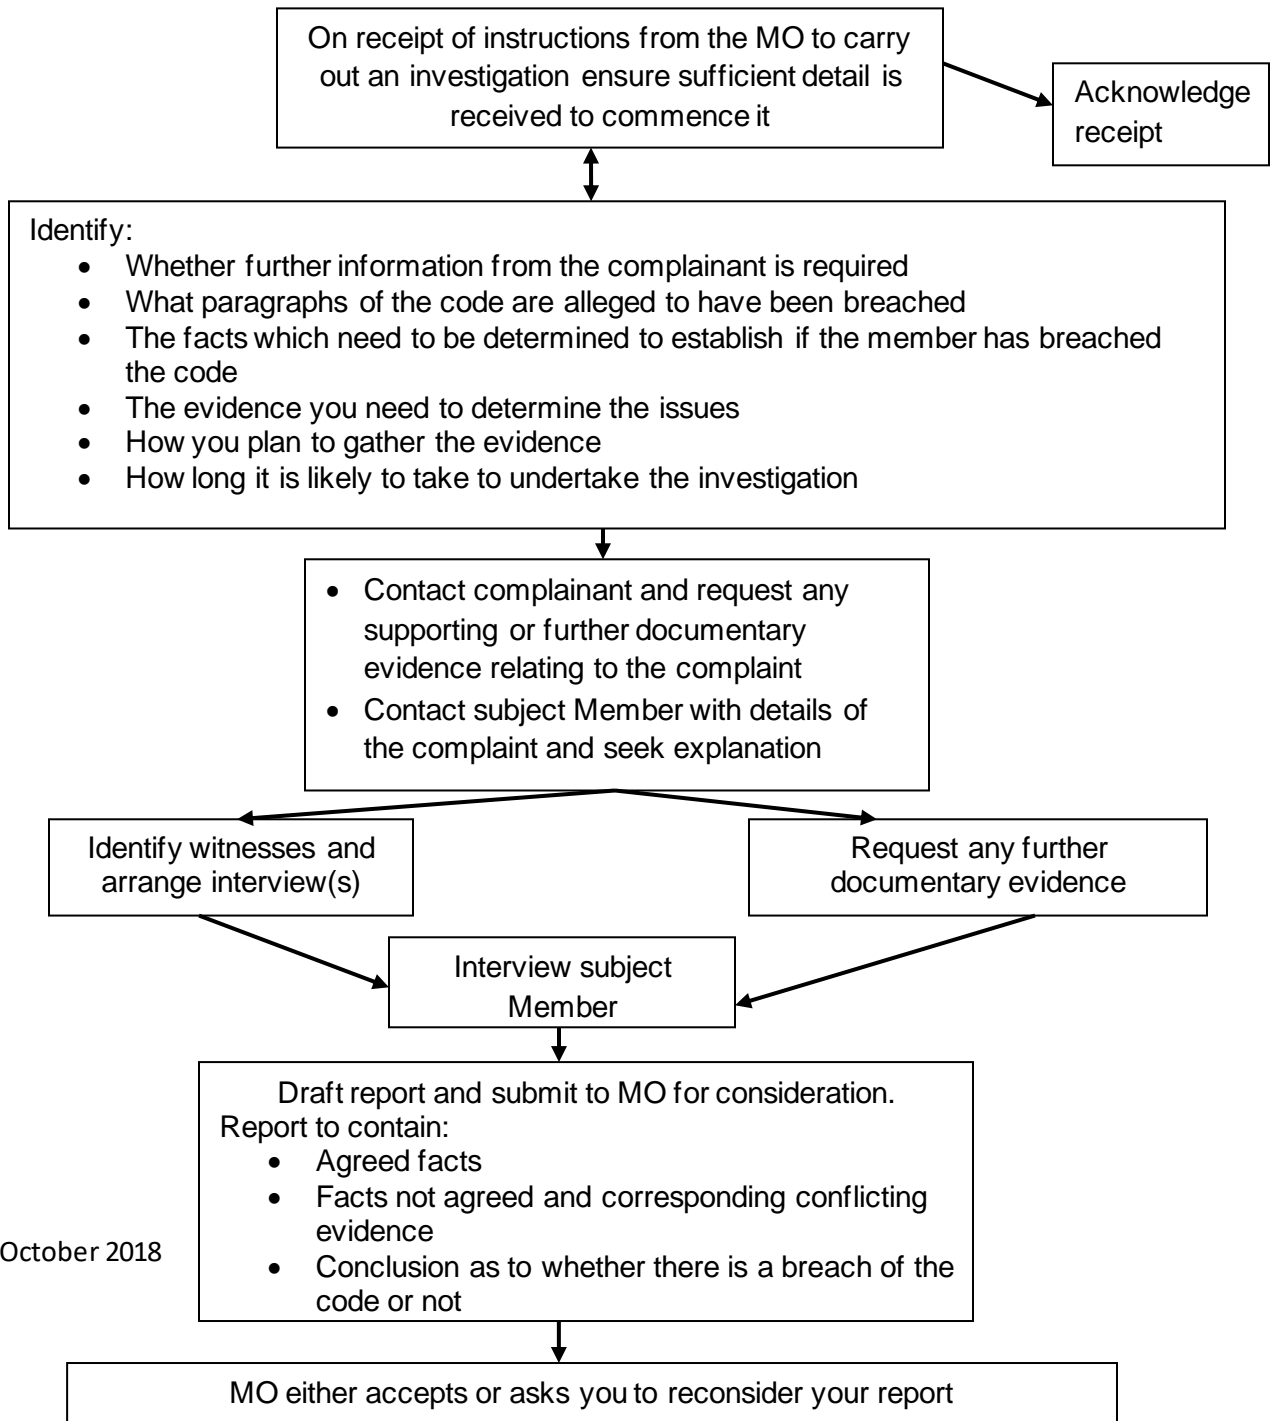 On receipt of instructions from the MO to carry
out an investigation ensure sufficient detail is
received to commence it
Acknowledge
receipt
Identify:
• Whether further information from the complainant is required
• What paragraphs of the code are alleged to have been breached
• The facts which need to be determined to establish if the member has breached
the code
• The evidence you need to determine the issues
• How you plan to gather the evidence
• How long it is likely to take to undertake the investigation
• Contact complainant and request any
supporting or further documentary
evidence relating to the complaint
• Contact subject Member with details of
the complaint and seek explanation
Identify witnesses and
arrange interview(s)
Request any further
documentary evidence
Interview subject
Member
Draft report and submit to MO for consideration.
Report to contain:
• Agreed facts
• Facts not agreed and corresponding conflicting
evidence
• Conclusion as to whether there is a breach of the
code or not
October 2018
MO either accepts or asks you to reconsider your report